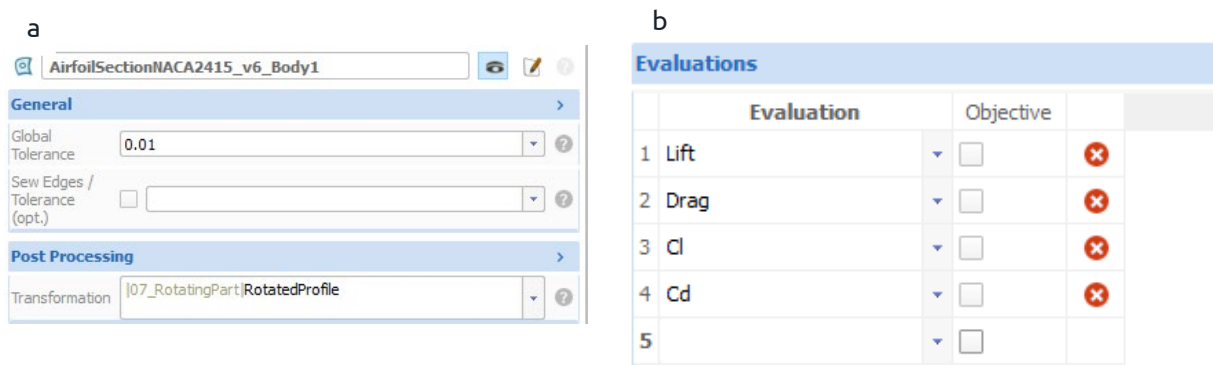 a
AirfoilSectionNACA2415_v6_Body1
General
Global
Tolerance
0.01
Sew Edges /
Tolerance
(opt.)
Post Processing
Transformation
|07_RotatingPart|RotatedProfile
b
Evaluations
Evaluation Objective
1 Lift
2 Drag
3 Cl
4 Cd
5